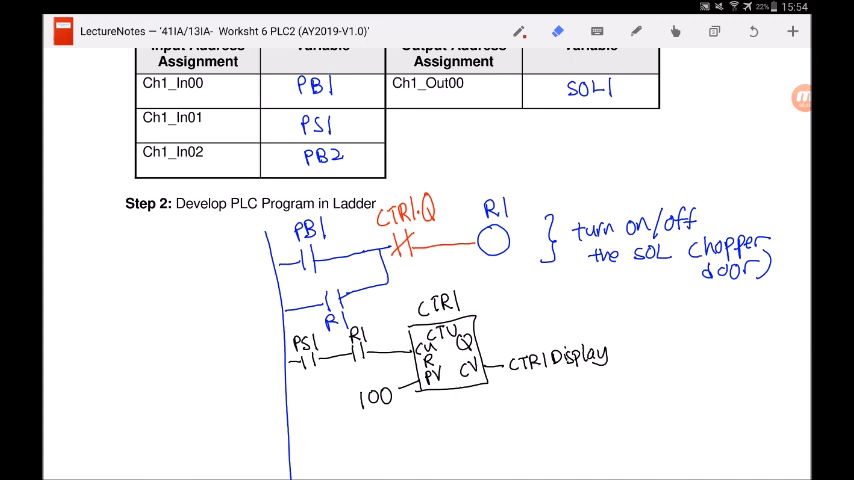 15:54
22%
LectureNotes – '41IA/13IA- Worksht 6 PLC2 (AY2019-V1.0)'
Input Address Assignment
Variable
Output Address Assignment
Variable
Ch1_In00 PB1 Ch1_Out00 SOL1
Ch1_In01 PS1
Ch1_In02 PB2
Step 2: Develop PLC Program in Ladder
PB1 CTR1.Q R1
turn on/off
the SOL chopper
door)
R1
CTR1
PS1 R1
CTU
CU Q
R
PV CV CTR1Display
100